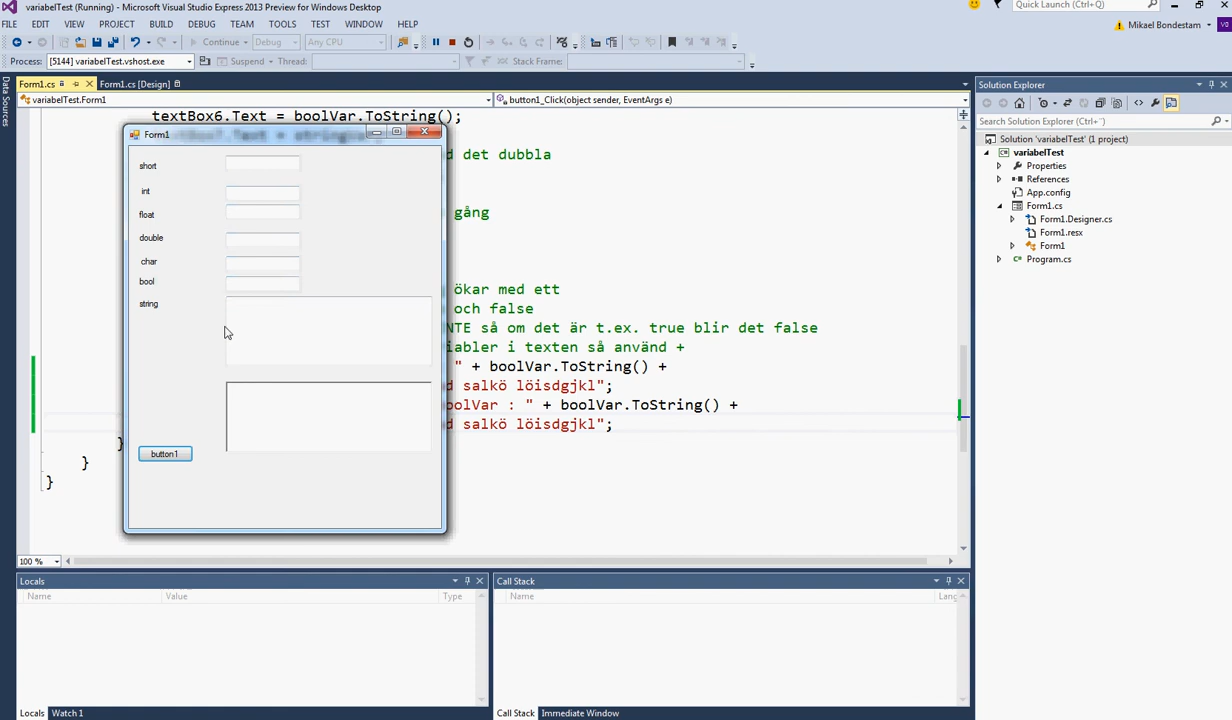 variabelTest (Running) - Microsoft Visual Studio Express 2013 Preview for Windows Desktop
Quick Launch (Ctrl+Q)
FILE EDIT VIEW PROJECT BUILD DEBUG TEAM TOOLS TEST WINDOW HELP
Mikael Bondestam
Continue Debug Any CPU
Process: [5144] variabelTest.vshost.exe Suspend Thread: Stack Frame:
Data Sources
Form1.cs Form1.cs [Design]
variabelTest.Form1 button1_Click(object sender, EventArgs e)
textBox6.Text = boolVar.ToString();
Form1
det dubbla
gång
ökar med ett
och false
NTE så om det är t.ex. true blir det false
abler i texten så använd +
" + boolVar.ToString() +
d salkö löisdgjkl";
oolVar : " + boolVar.ToString() +
d salkö löisdgjkl";
}
}
}
short
int
float
double
char
bool
string
button1
100 %
Solution Explorer
Search Solution Explorer (Ctrl+¨)
Solution 'variabelTest' (1 project)
variabelTest
Properties
References
App.config
Form1.cs
Form1.Designer.cs
Form1.resx
Form1
Program.cs
Locals
Name Value Type
Call Stack
Name Lang
Locals Watch 1
Call Stack Immediate Window